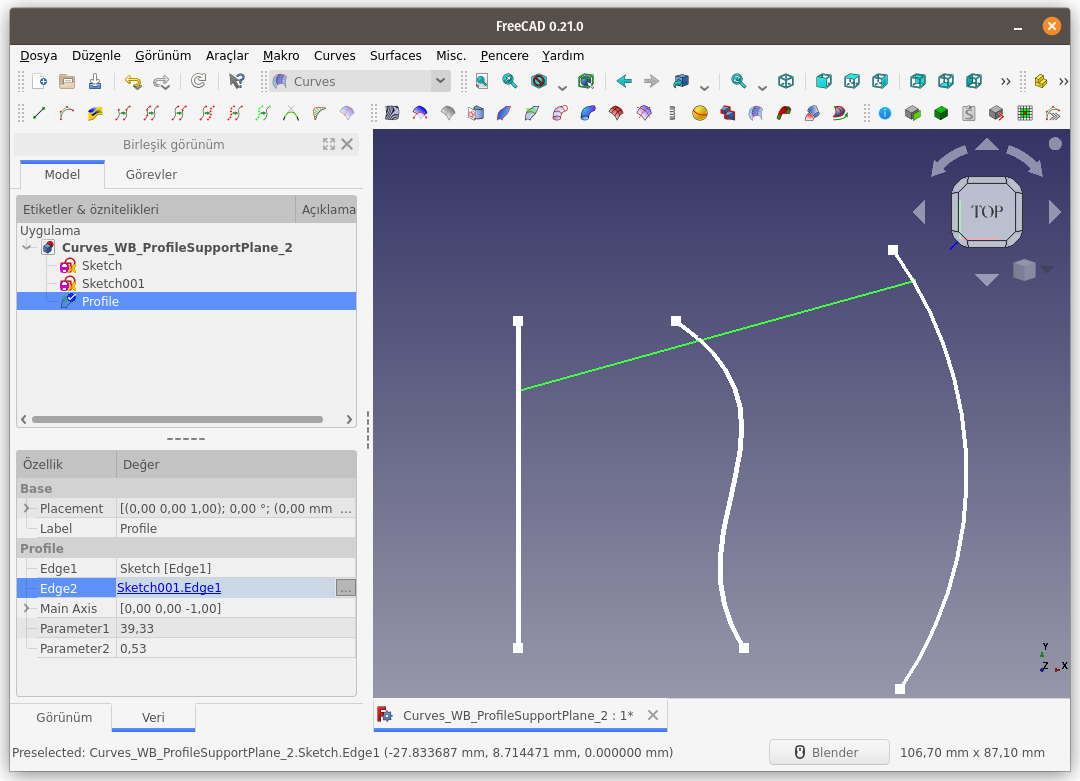 FreeCAD 0.21.0
Dosya Düzenle Görünüm Araçlar Makro Curves Surfaces Misc. Pencere Yardım
Curves
Birleşik görünüm
Model Görevler
Etiketler & öznitelikleri Açıklama
Uygulama
Curves_WB_ProfileSupportPlane_2
Sketch
Sketch001
Profile
TOP
Özellik Değer
Base
Placement [(0,00 0,00 1,00); 0,00 °; (0,00 mm ...
Label Profile
Profile
Edge1 Sketch [Edge1]
Edge2 Sketch001.Edge1 ...
Main Axis [0,00 0,00 -1,00]
Parameter1 39,33
Parameter2 0,53
Y
Z X
Görünüm Veri
Curves_WB_ProfileSupportPlane_2 : 1*
Preselected: Curves_WB_ProfileSupportPlane_2.Sketch.Edge1 (-27.833687 mm, 8.714471 mm, 0.000000 mm) Blender 106,70 mm x 87,10 mm